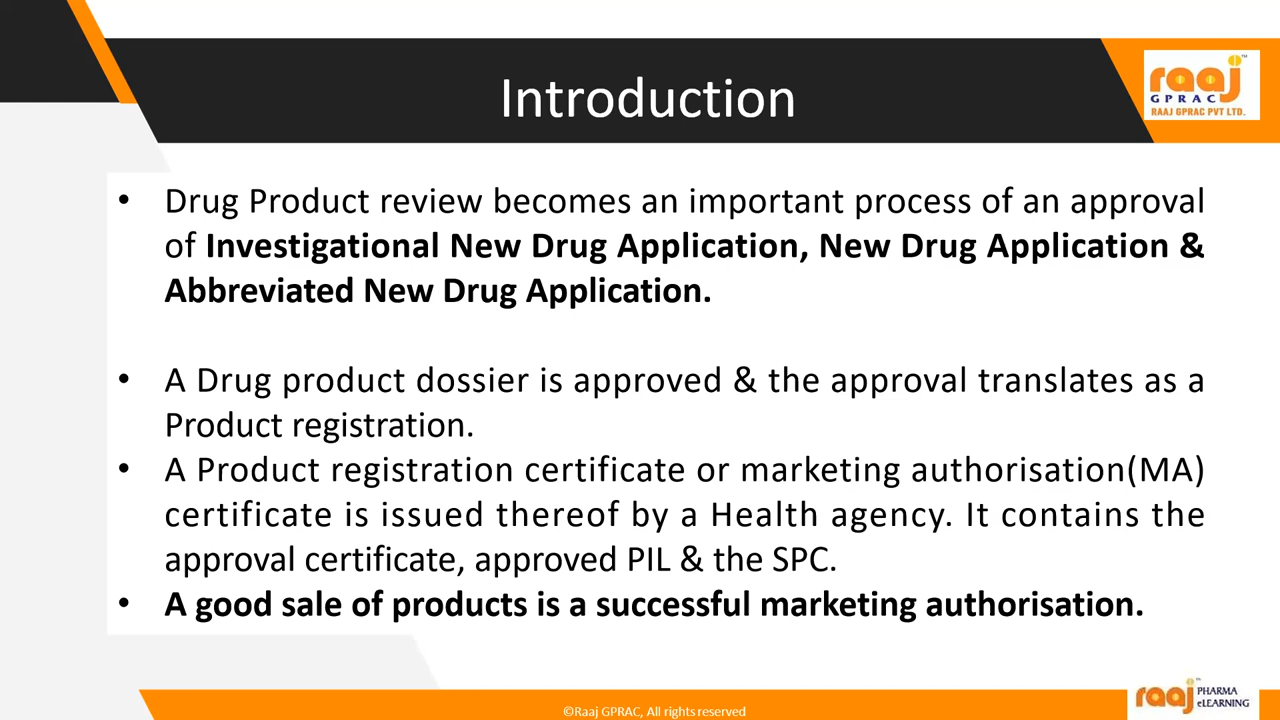 Introduction
raaj™
GPRAC
RAAJ GPRAC PVT LTD.
• Drug Product review becomes an important process of an approval
of Investigational New Drug Application, New Drug Application &
Abbreviated New Drug Application.
• A Drug product dossier is approved & the approval translates as a
Product registration.
• A Product registration certificate or marketing authorisation(MA)
certificate is issued thereof by a Health agency. It contains the
approval certificate, approved PIL & the SPC.
• A good sale of products is a successful marketing authorisation.
©Raaj GPRAC, All rights reserved
raaj™ PHARMA
eLEARNING